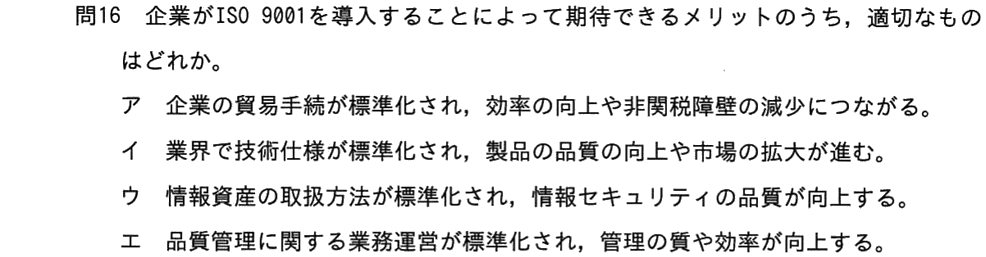 問16　企業がISO 9001を導入することによって期待できるメリットのうち，適切なもの
はどれか。
ア　企業の貿易手続が標準化され，効率の向上や非関税障壁の減少につながる。
イ　業界で技術仕様が標準化され，製品の品質の向上や市場の拡大が進む。
ウ　情報資産の取扱方法が標準化され，情報セキュリティの品質が向上する。
エ　品質管理に関する業務運営が標準化され，管理の質や効率が向上する。